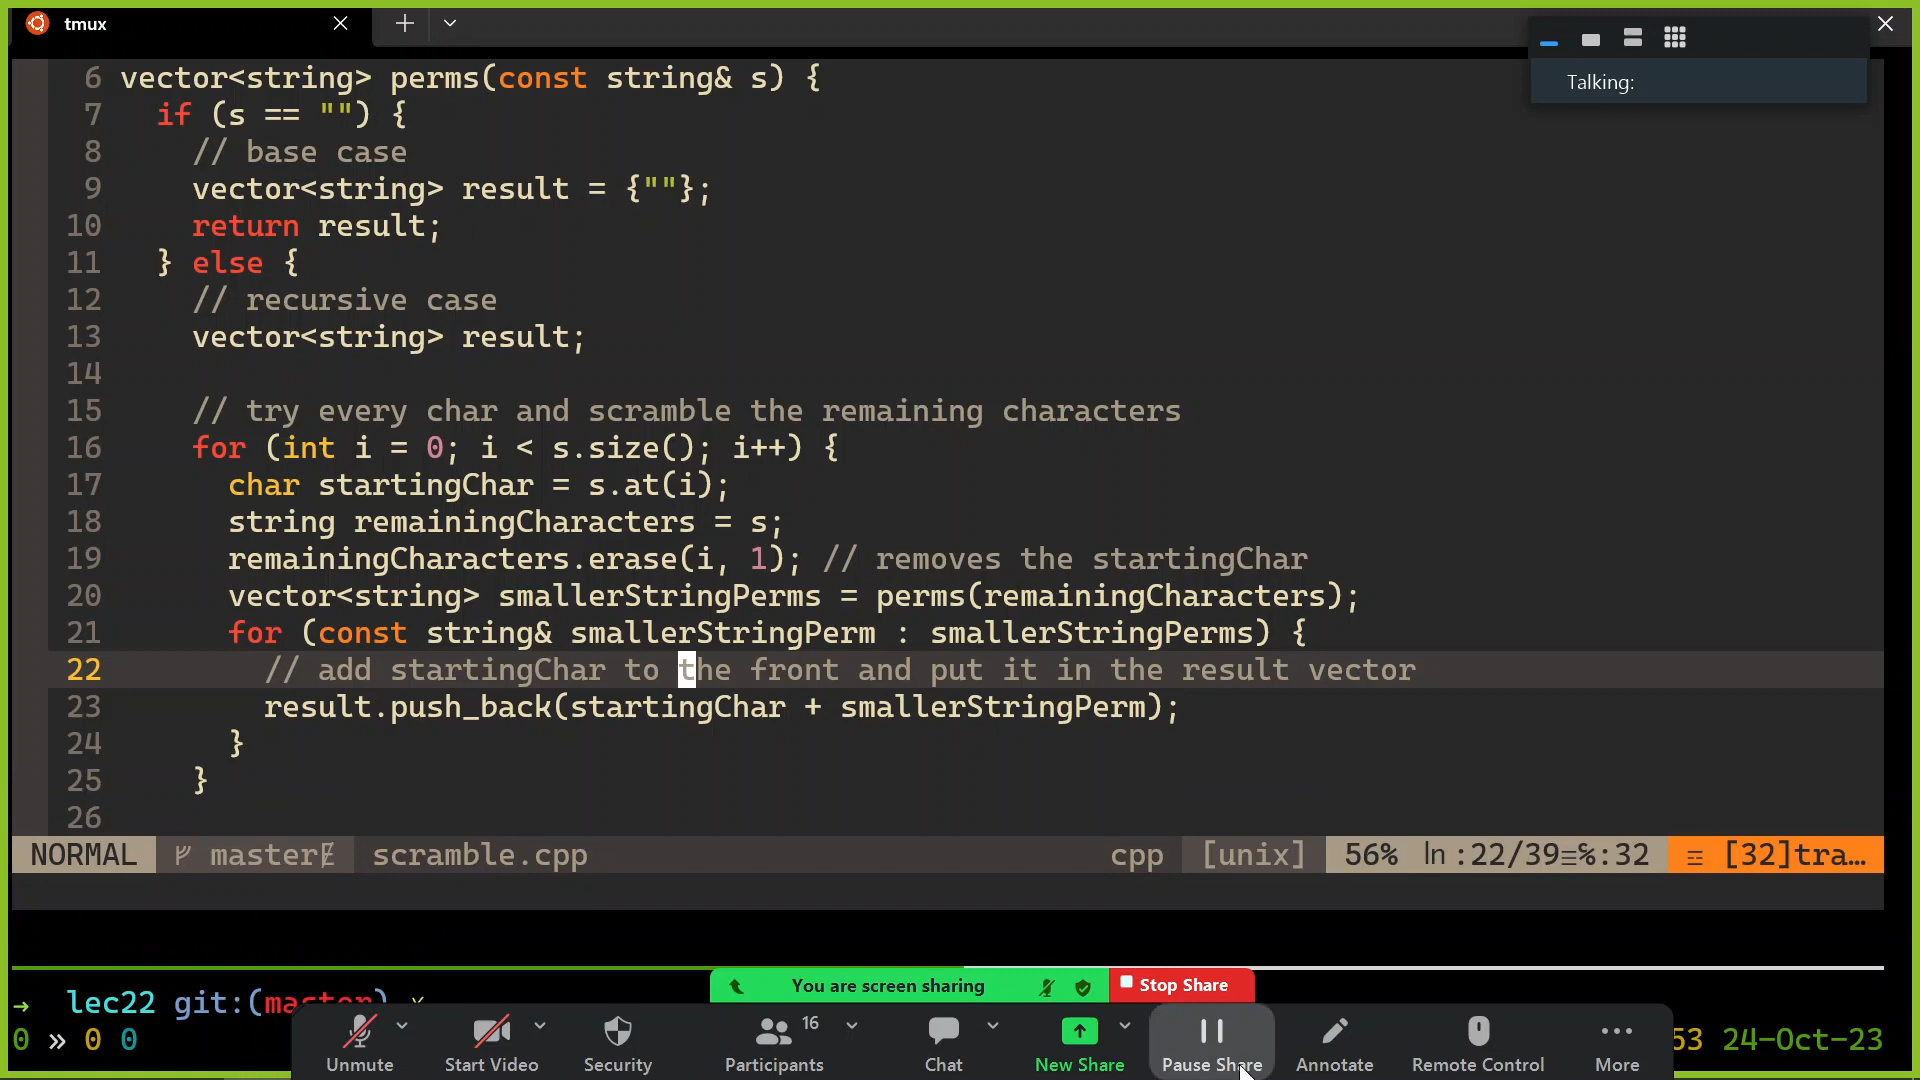 tmux
Talking:
6 vector<string> perms(const string& s) {
7 if (s == "") {
8 // base case
9 vector<string> result = {""};
10 return result;
11 } else {
12 // recursive case
13 vector<string> result;
14
15 // try every char and scramble the remaining characters
16 for (int i = 0; i < s.size(); i++) {
17 char startingChar = s.at(i);
18 string remainingCharacters = s;
19 remainingCharacters.erase(i, 1); // removes the startingChar
20 vector<string> smallerStringPerms = perms(remainingCharacters);
21 for (const string& smallerStringPerm : smallerStringPerms) {
22 // add startingChar to the front and put it in the result vector
23 result.push_back(startingChar + smallerStringPerm);
24 }
25 }
26
NORMAL master scramble.cpp cpp [unix] 56% ln :22/39≡℅:32 [32]tra…
You are screen sharing Stop Share
→ lec22 git:(master)
0 » 0 0 53 24-Oct-23
16
Unmute Start Video Security Participants Chat New Share Pause Share Annotate Remote Control More